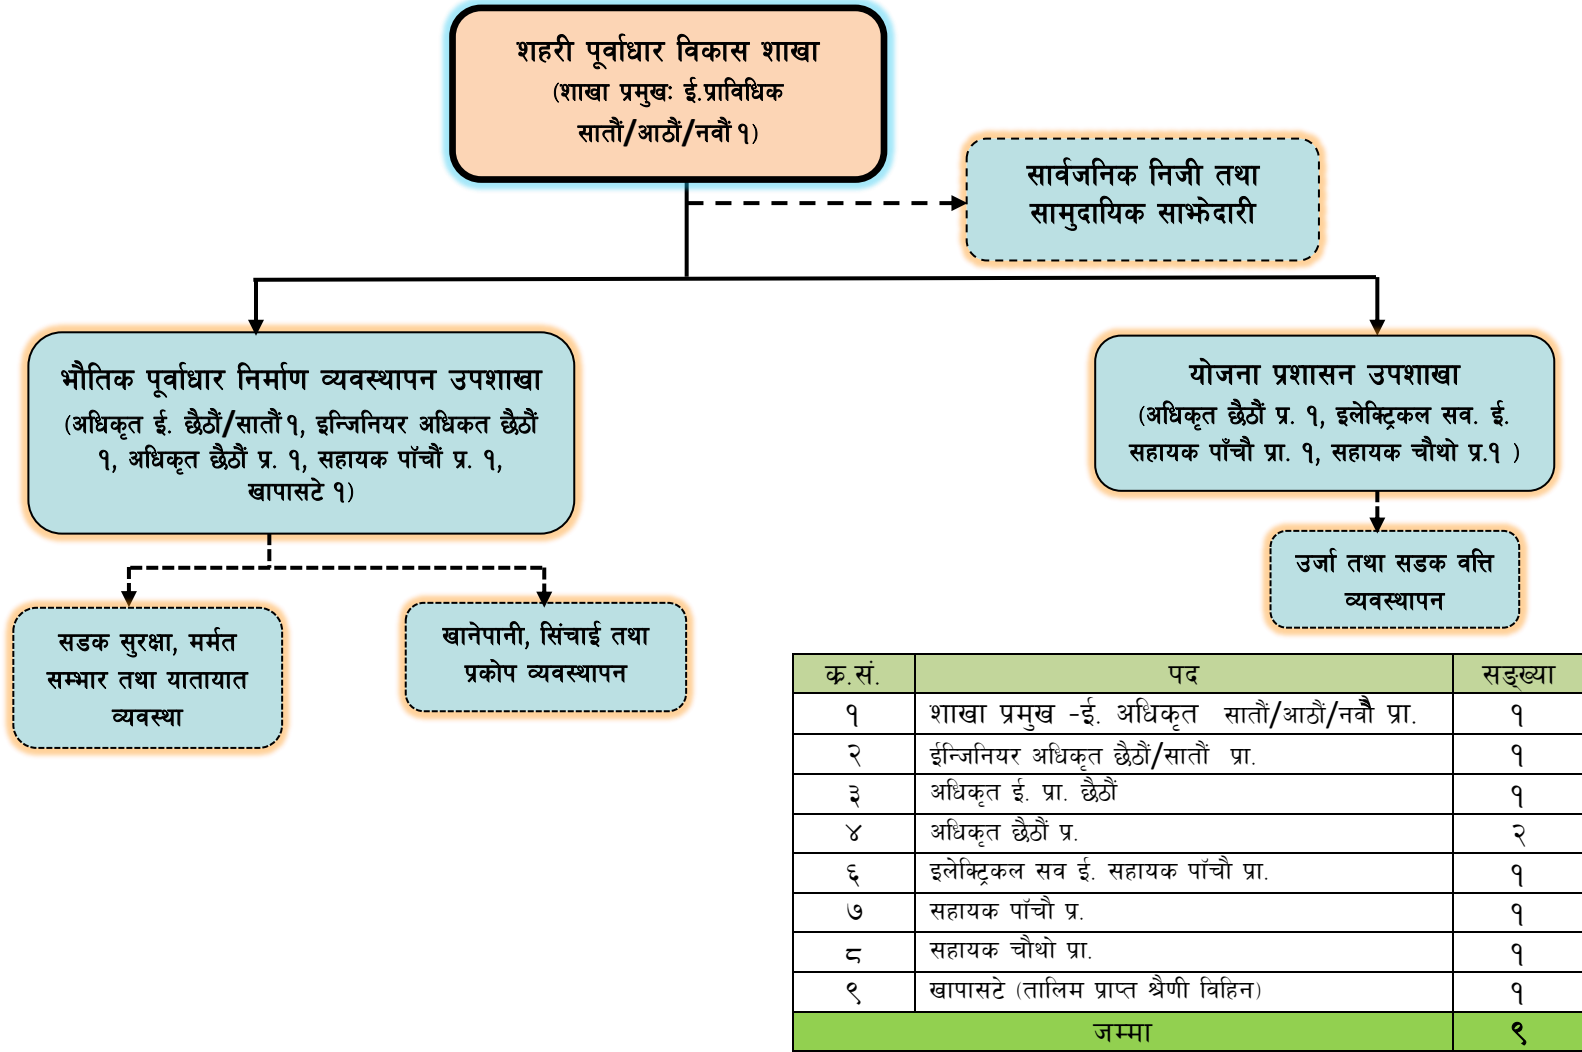 शहरी पूर्वाधार विकास शाखा
(शाखा प्रमुखः ई.प्राविधिक
सातौं/आठौं/नवौं १)
सार्वजनिक निजी तथा
सामुदायिक साझेदारी
भौतिक पूर्वाधार निर्माण व्यवस्थापन उपशाखा
(अधिकृत ई. छैठौं/सातौं १, इन्जिनियर अधिकत छैठौं
१, अधिकृत छैठौं प्र. १, सहायक पाॅचौं प्र. १,
खापासटे १)
योजना प्रशासन उपशाखा
(अधिकृत छैठौं प्र. १, इलेक्ट्रिकल सव. ई.
सहायक पाँचौ प्रा. १, सहायक चौथो प्र.१ )
उर्जा तथा सडक वत्ति
व्यवस्थापन
सडक सुरक्षा, मर्मत
सम्भार तथा यातायात
व्यवस्था
खानेपानी, सिंचाई तथा
प्रकोप व्यवस्थापन
क.सं. पद सङ्ख्या
१ शाखा प्रमुख -ई. अधिकृत सातौं/आठौं/नवौ प्रा. १
२ ईन्जिनियर अधिकृत छैठौं/सातौं प्रा. १
३ अधिकृत ई. प्रा. छैठौं १
४ अधिकृत छैठौं प्र. २
६ इलेक्ट्रिकल सव ई. सहायक पाॅचौ प्रा. १
७ सहायक पाॅचौ प्र. १
८ सहायक चौथो प्रा. १
९ खापासटे (तालिम प्राप्त श्रैणी विहिन) १
जम्मा ९